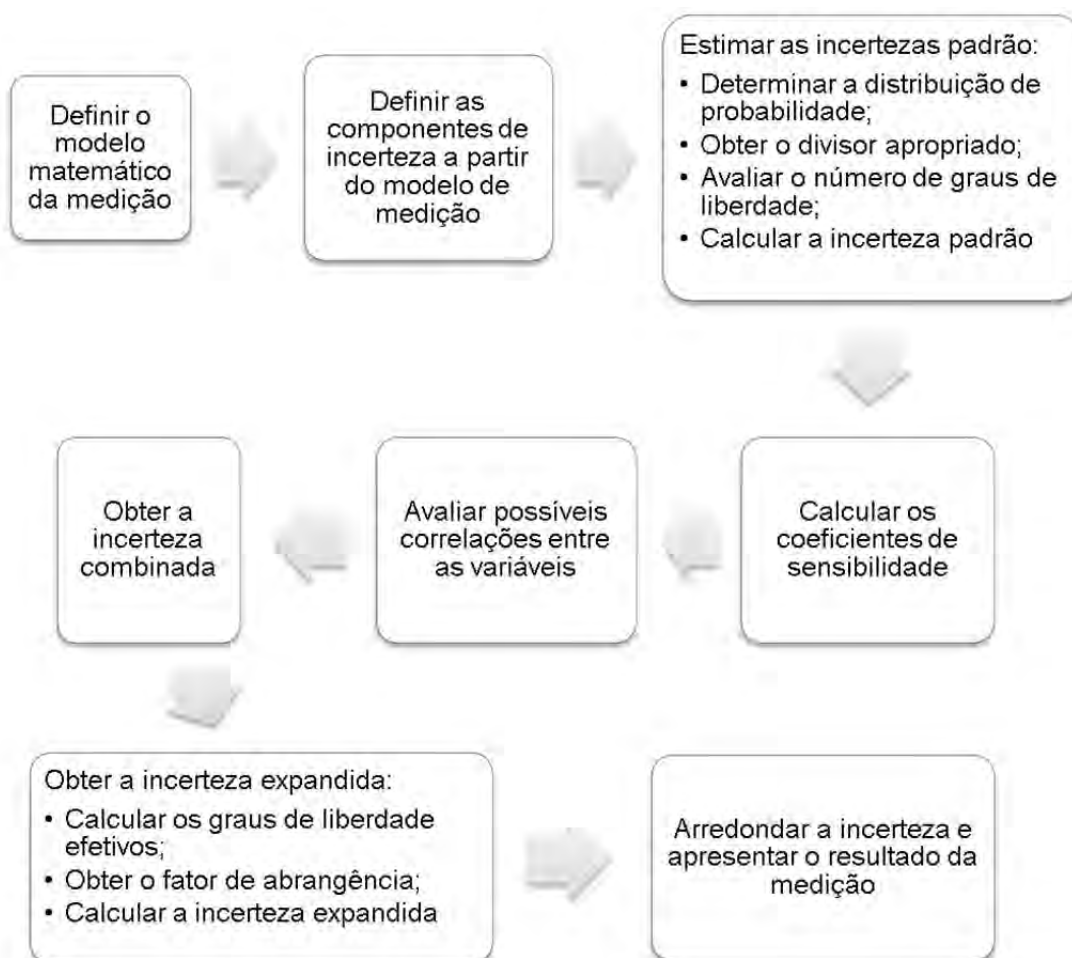 Definir o
modelo
matemático
da medição
Definir as
componentes de
incerteza a partir
do modelo de
medição
Estimar as incertezas padrão:
• Determinar a distribuição de
probabilidade;
• Obter o divisor apropriado;
• Avaliar o número de graus de
liberdade;
• Calcular a incerteza padrão
Calcular os
coeficientes de
sensibilidade
Avaliar possíveis
correlações entre
as variáveis
Obter a
incerteza
combinada
Obter a incerteza expandida:
• Calcular os graus de liberdade
efetivos;
• Obter o fator de abrangência;
• Calcular a incerteza expandida
Arredondar a incerteza e
apresentar o resultado da
medição